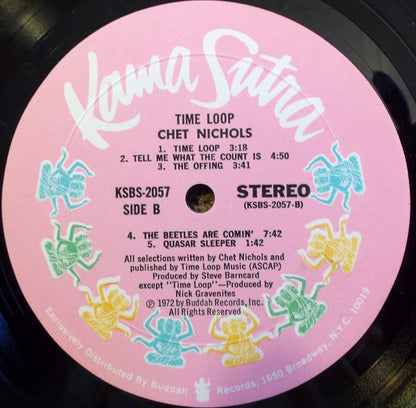 Kama Sutra
TIME LOOP
CHET NICHOLS
1. TIME LOOP 3:18
2. TELL ME WHAT THE COUNT IS 4:50
3. THE OFFING 3:41
KSBS-2057
SIDE B
STEREO
(KSBS-2057-B)
4. THE BEETLES ARE COMIN' 7:42
5. QUASAR SLEEPER 1:42
All selections written by Chet Nichols and
published by Time Loop Music (ASCAP)
Produced by Steve Barncard
except "Time Loop"—Produced by
Nick Gravenites
℗ 1972 by Buddah Records, Inc.
All Rights Reserved
Exclusively Distributed By Buddah Records, 1650 Broadway, N.Y.C. 10019